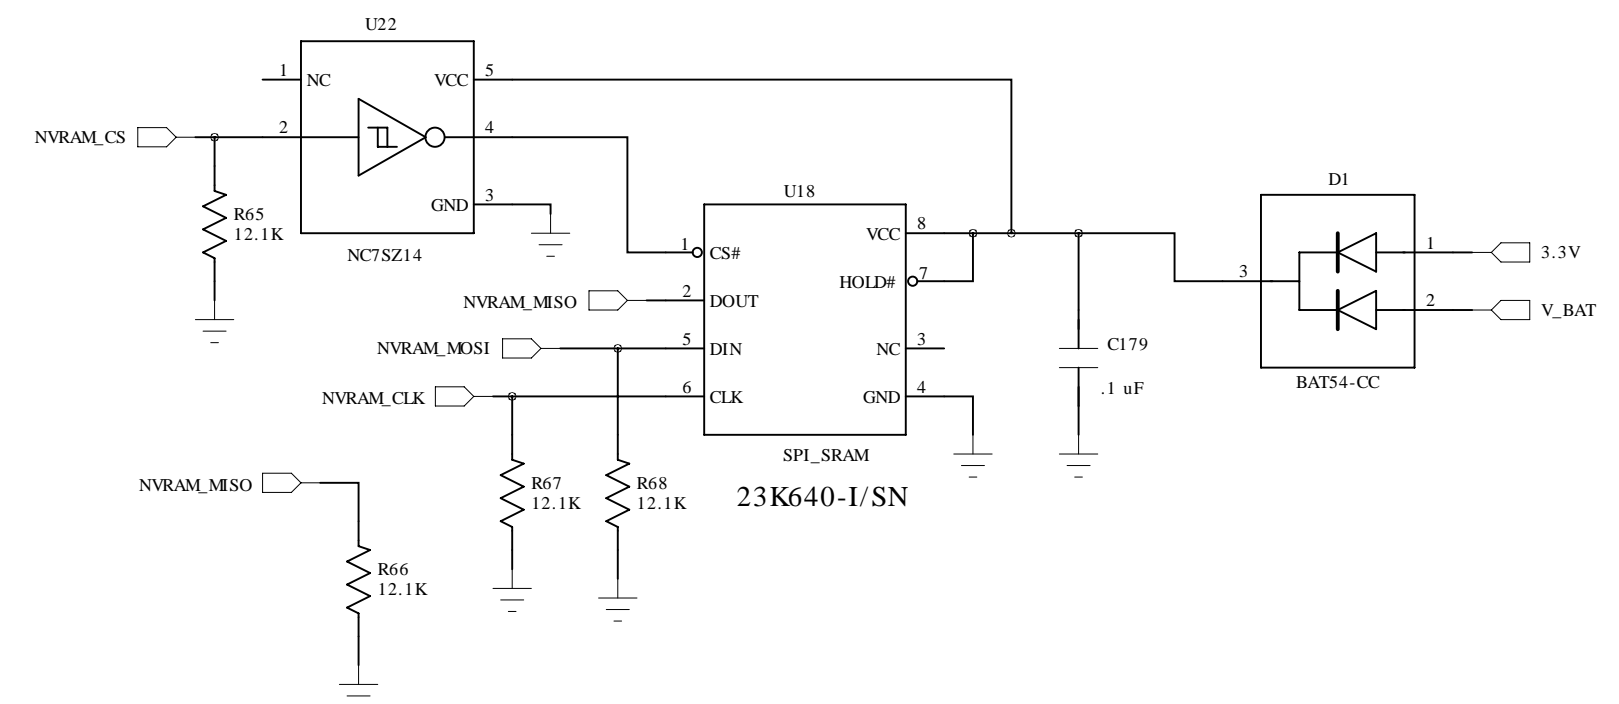 U22
1
NC
VCC
5
NVRAM_CS
2
4
GND
3
R65
12.1K
NC7SZ14
U18
D1
VCC
8
1
CS#
3.3V
1
HOLD#
7
3
NVRAM_MISO
2
DOUT
2
V_BAT
NVRAM_MOSI
5
DIN
NC
3
C179
.1 uF
BAT54-CC
NVRAM_CLK
6
CLK
GND
4
SPI_SRAM
23K640-I/SN
NVRAM_MISO
R67
12.1K
R68
12.1K
R66
12.1K